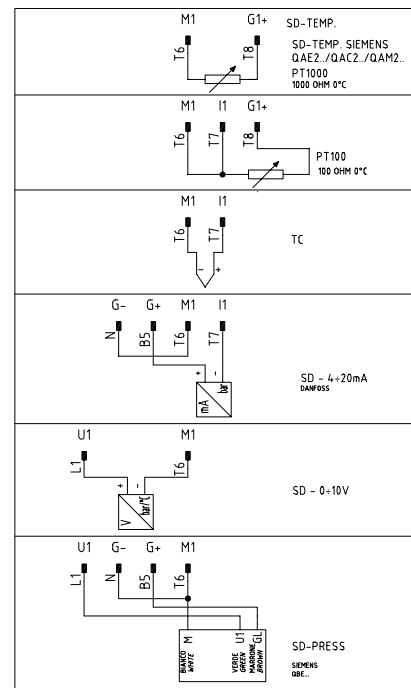 M1 G1+ SD-TEMP.
T6 T8
SD-TEMP. SIEMENS
QAE2../QAC2../QAM2..
PT1000
1000 OHM 0°C
M1 I1 G1+
T6 T7 T8
PT100
100 OHM 0°C
M1 I1
T6 T7
TC
- +
G- G+ M1 I1
N B5 T6 T7
+ -
mA bar
SD - 4÷20mA
DANFOSS
U1 M1
L1 T6
+ -
V bar/°C
SD - 0÷10V
U1 G- G+ M1
L1 N B5 T6
M U1 GL
BIANCO
WHITE
VERDE
GREEN
MARRONE
BROWN
SD-PRESS
SIEMENS
QBE...